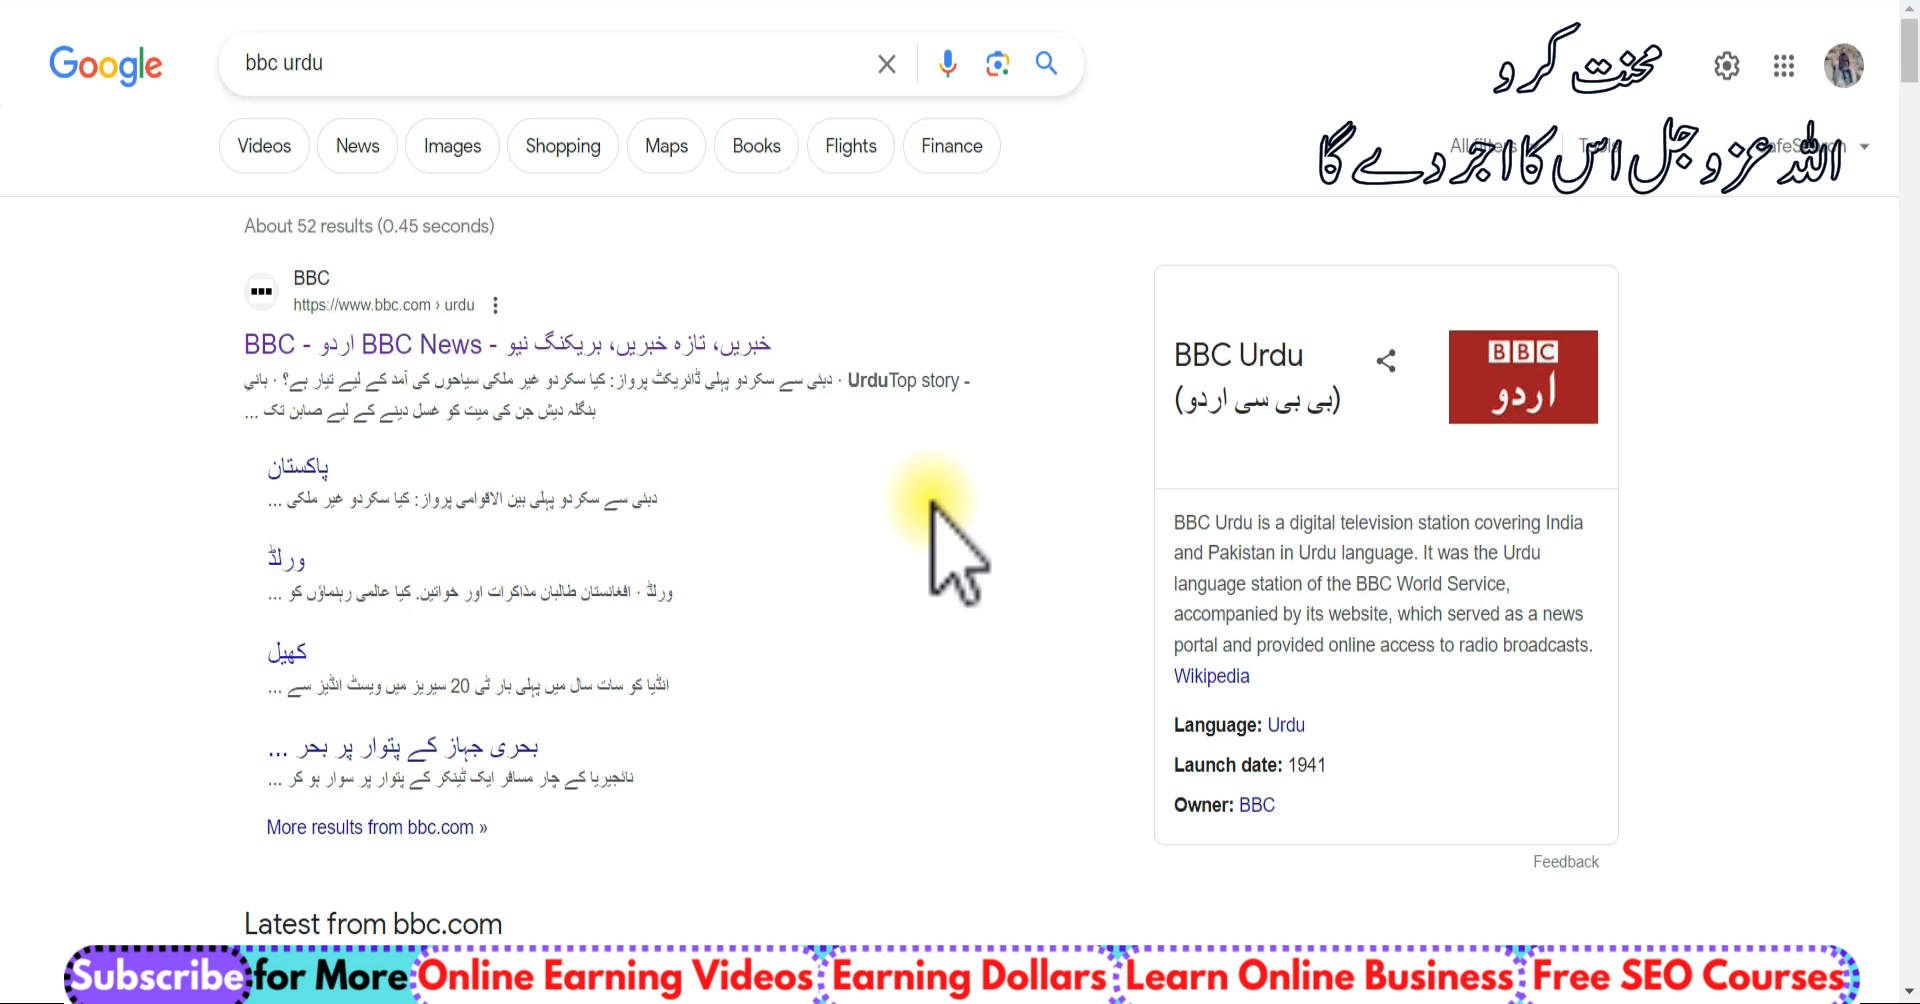 Google
bbc urdu
محنت کرو
اللہ عزوجل اس کا اجر دے گا
Videos
News
Images
Shopping
Maps
Books
Flights
Finance
All filters
Tools
SafeSearch
About 52 results (0.45 seconds)
BBC
https://www.bbc.com › urdu
BBC - اردو BBC News - خبریں، تازہ خبریں، بریکنگ نیو
دبئی سے سکردو پہلی ڈائریکٹ پرواز: کیا سکردو غیر ملکی سیاحوں کی آمد کے لیے تیار ہے؟ · بانیِ · UrduTop story -
بنگلہ دیش جن کی میت کو غسل دینے کے لیے صابن تک ...
پاکستان
دبئی سے سکردو پہلی بین الاقوامی پرواز: کیا سکردو غیر ملکی ...
ورلڈ
ورلڈ · افغانستان طالبان مذاکرات اور خواتین. کیا عالمی رہنماؤں کو ...
کھیل
انڈیا کو سات سال میں پہلی بار ٹی 20 سیریز میں ویسٹ انڈیز سے ...
بحری جہاز کے پتوار پر بحر ...
نائجیریا کے چار مسافر ایک ٹینکر کے پتوار پر سوار ہو کر ...
More results from bbc.com »
Latest from bbc.com
BBC Urdu
(بی بی سی اردو)
BBC
اردو
BBC Urdu is a digital television station covering India
and Pakistan in Urdu language. It was the Urdu
language station of the BBC World Service,
accompanied by its website, which served as a news
portal and provided online access to radio broadcasts.
Wikipedia
Language: Urdu
Launch date: 1941
Owner: BBC
Feedback
Subscribe for More Online Earning Videos Earning Dollars Learn Online Business Free SEO Courses